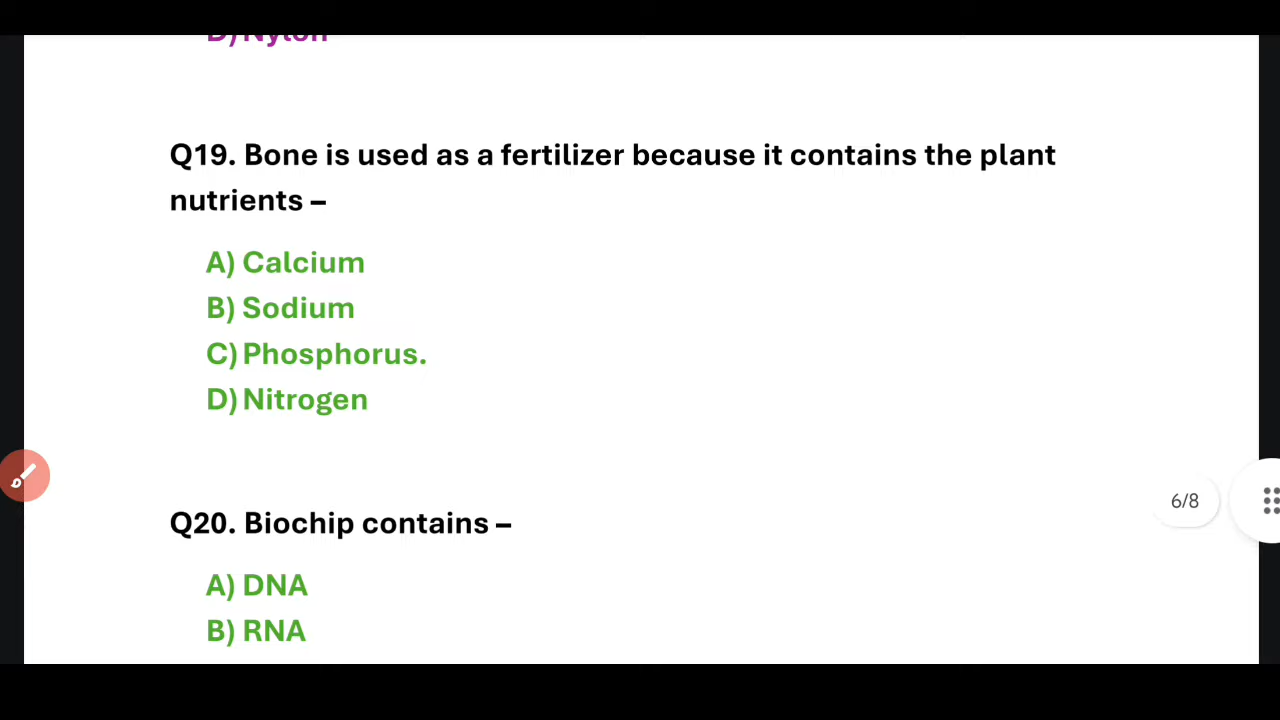 D) Nylon
Q19. Bone is used as a fertilizer because it contains the plant
nutrients –
A) Calcium
B) Sodium
C) Phosphorus.
D) Nitrogen
6/8
Q20. Biochip contains –
A) DNA
B) RNA